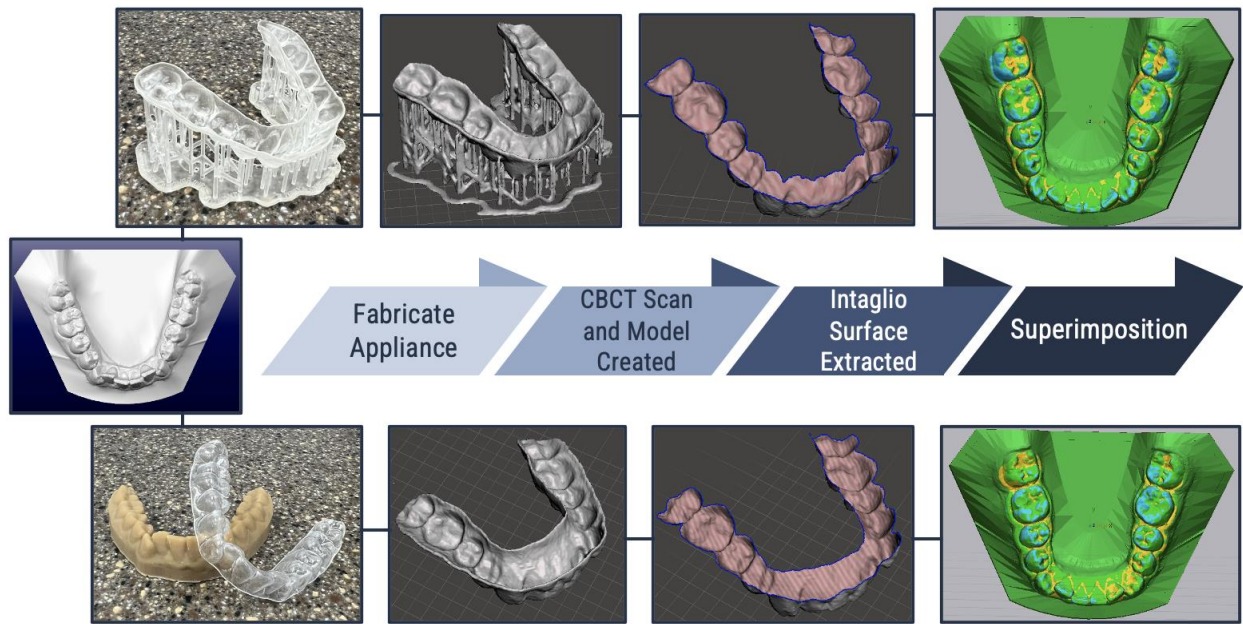 Fabricate
Appliance
CBCT Scan
and Model
Created
Intaglio
Surface
Extracted
Superimposition